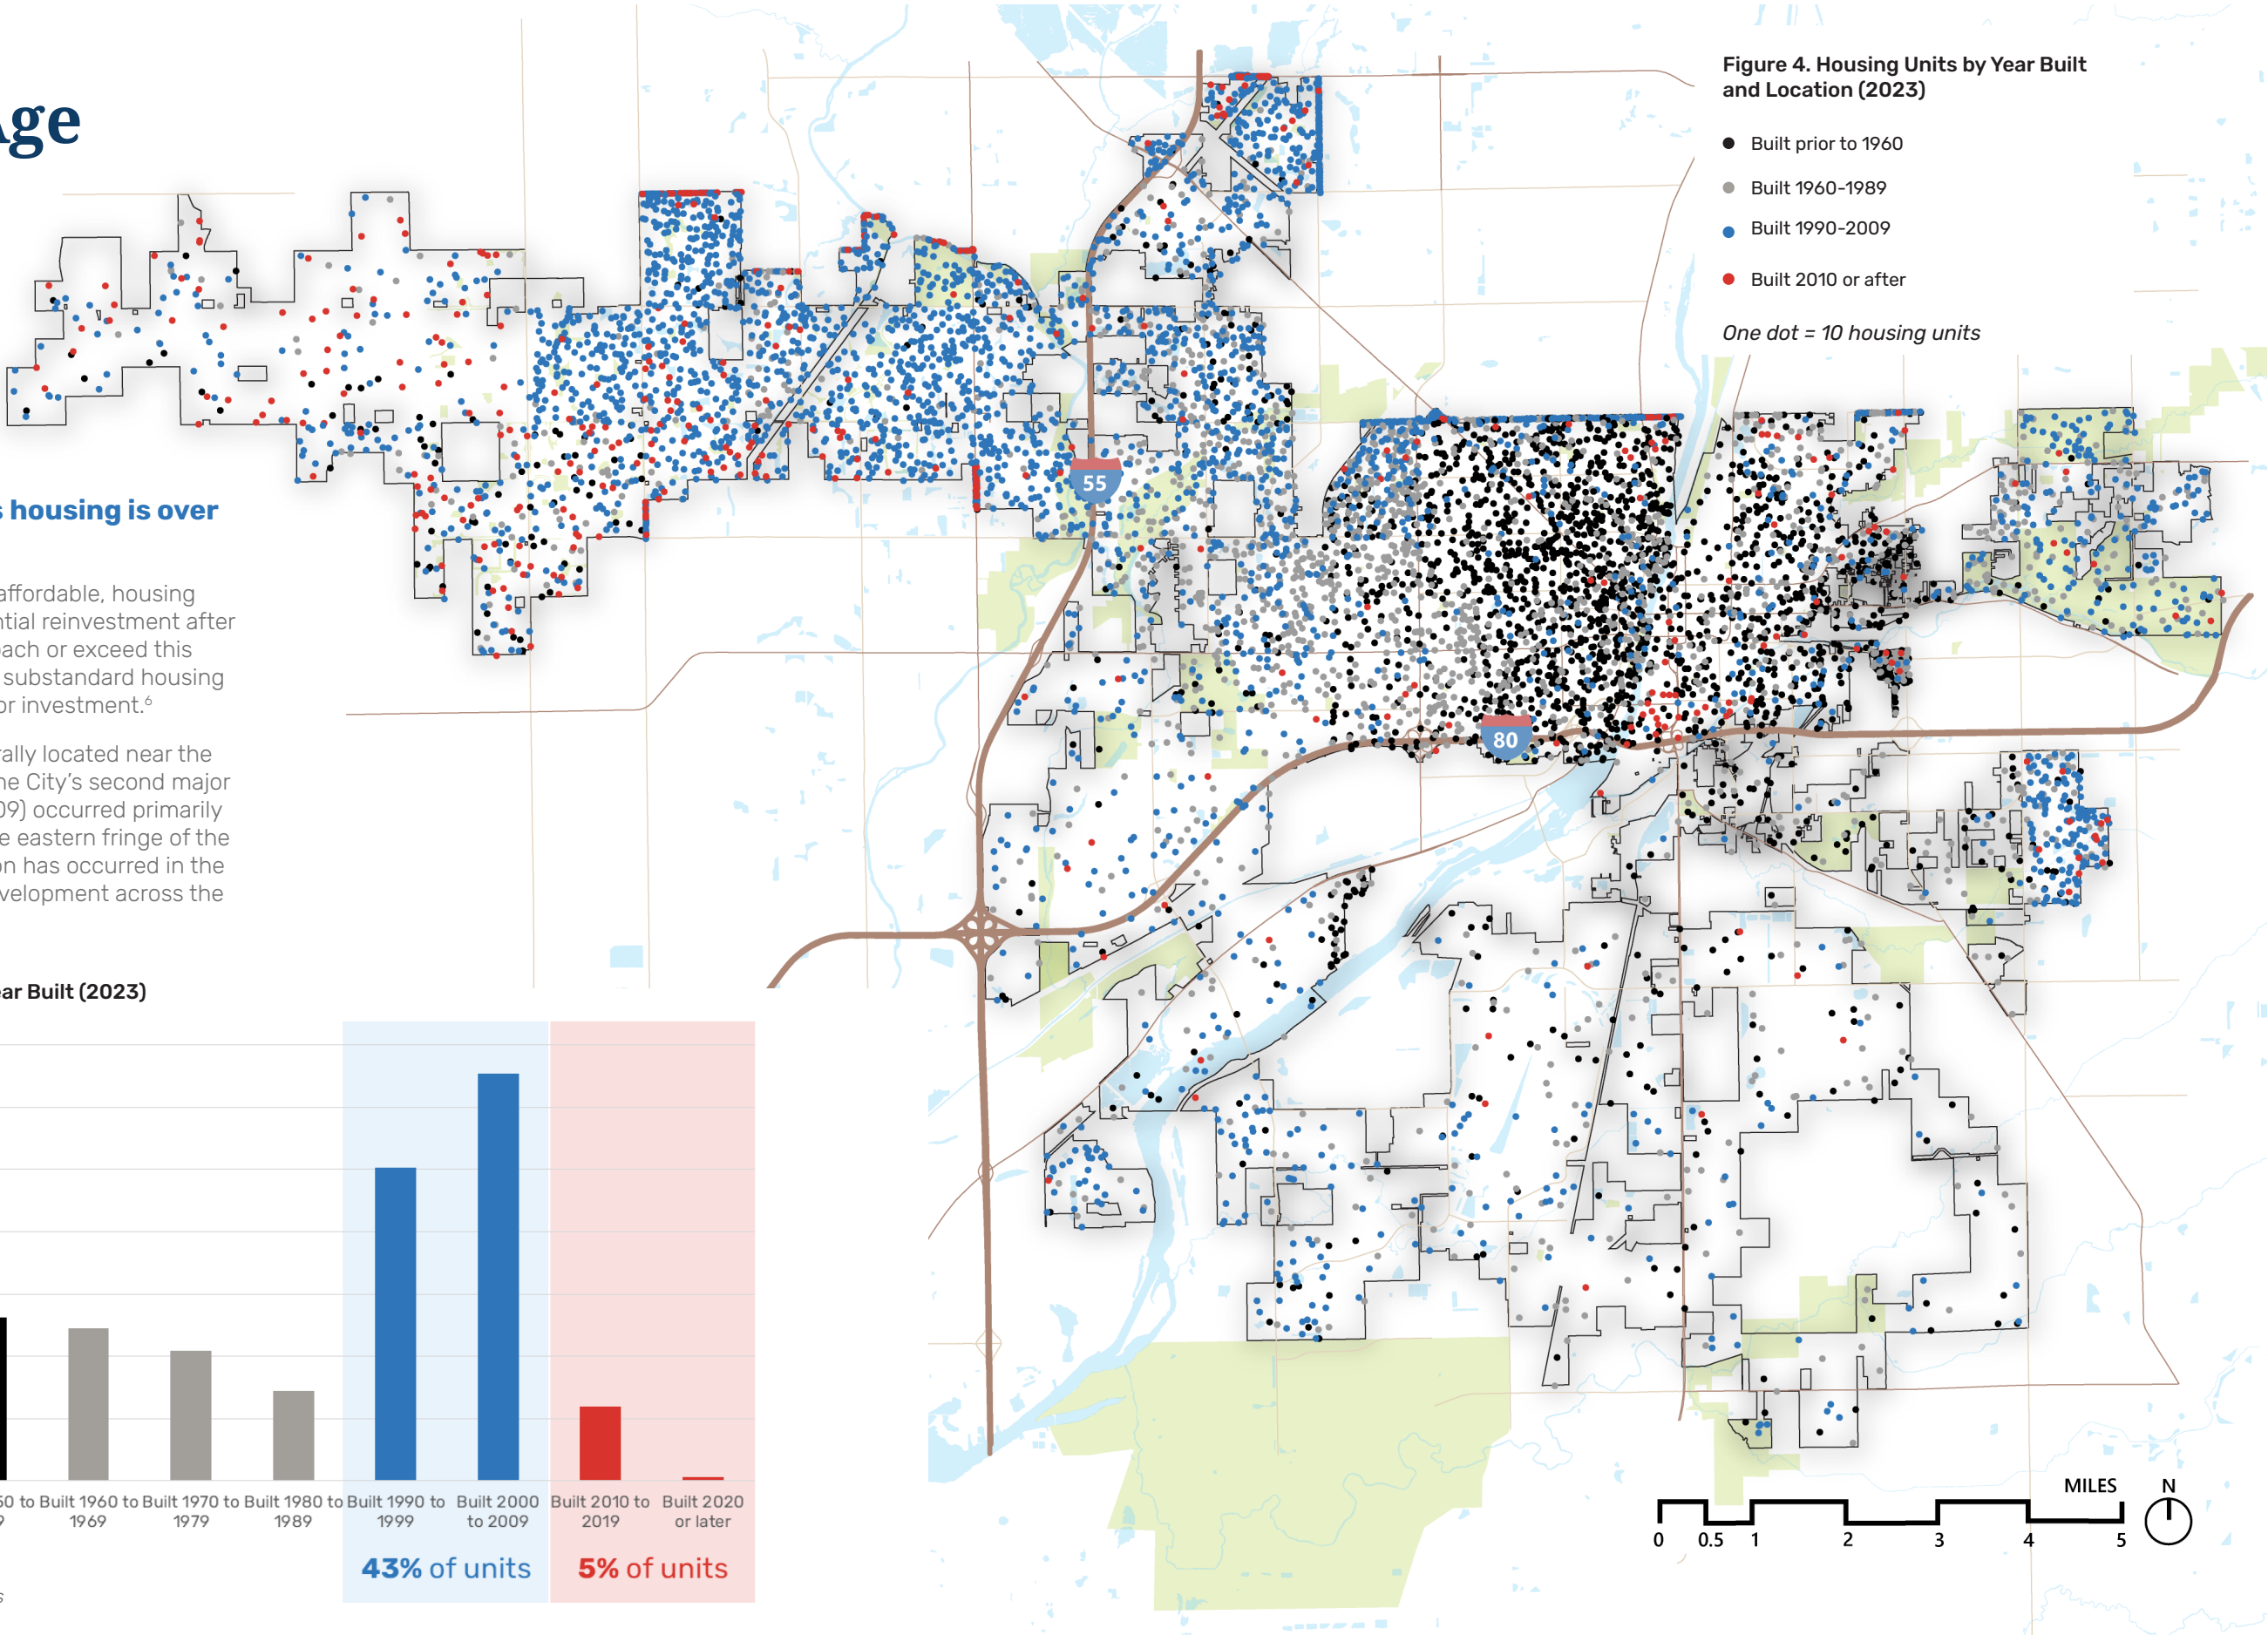 Age
s housing is over
affordable, housing
ntial reinvestment after
oach or exceed this
substandard housing
or investment.6
rally located near the
he City's second major
09) occurred primarily
e eastern fringe of the
on has occurred in the
velopment across the
ear Built (2023)
50 to
9
Built 1960 to
1969
Built 1970 to
1979
Built 1980 to
1989
Built 1990 to
1999
Built 2000
to 2009
Built 2010 to
2019
Built 2020
or later
43% of units
5% of units
s
Figure 4. Housing Units by Year Built
and Location (2023)
Built prior to 1960
Built 1960-1989
Built 1990-2009
Built 2010 or after
One dot = 10 housing units
55
80
MILES
N
0 0.5 1 2 3 4 5